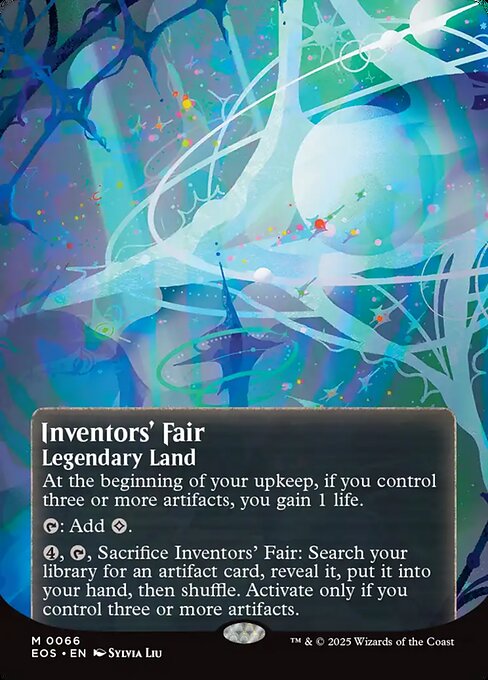 Inventors' Fair
Legendary Land
At the beginning of your upkeep, if you control
three or more artifacts, you gain 1 life.
: Add .
4, , Sacrifice Inventors' Fair: Search your
library for an artifact card, reveal it, put it into
your hand, then shuffle. Activate only if you
control three or more artifacts.
M 0066
EOS • EN Sylvia Liu
™ & © 2025 Wizards of the Coast